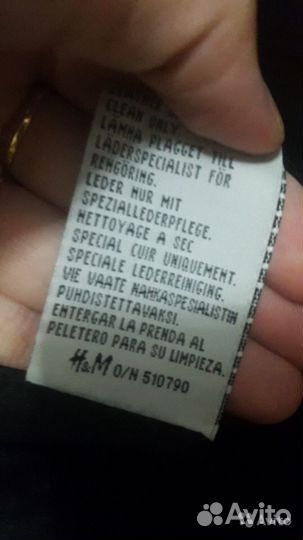 CLEAN ONLY.
LÄMNA PLAGGET TILL
LÄDERSPECIALIST FÖR
RENGÖRING.
LEDER NUR MIT
SPEZIALLEDERPFLEGE.
NETTOYAGE A SEC
SPECIAL CUIR UNIQUEMENT.
SPECIALE LEDERREINIGING.
VIE VAATE NAHKASPESIALISTIN
PUHDISTETTAVAKSI.
ENTERGAR LA PRENDA AL
PELETERO PARA SU LIMPIEZA.
H&M O/N 510790
Avito
Avito